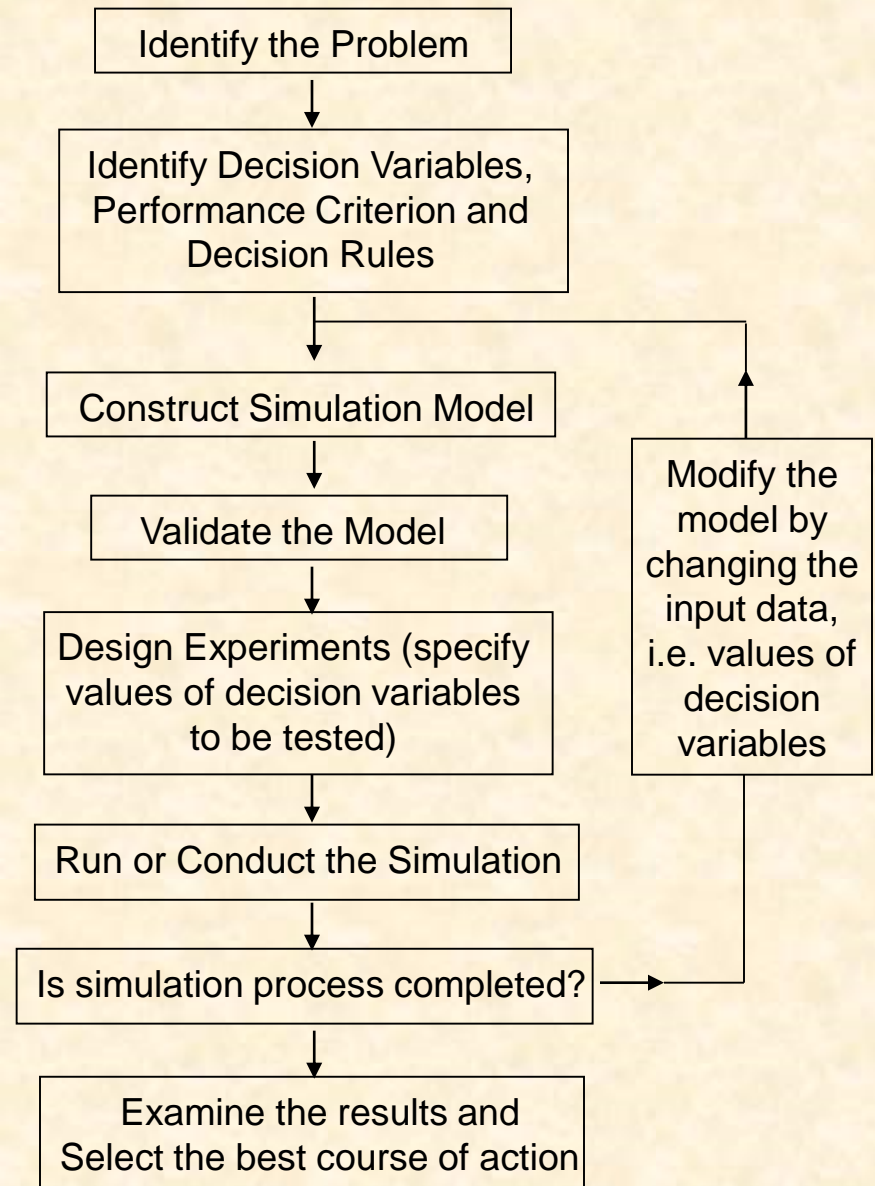 Identify the Problem
Identify Decision Variables,
Performance Criterion and
Decision Rules
Construct Simulation Model
Validate the Model
Design Experiments (specify
values of decision variables
to be tested)
Run or Conduct the Simulation
Is simulation process completed?
Examine the results and
Select the best course of action
Modify the
model by
changing the
input data,
i.e. values of
decision
variables